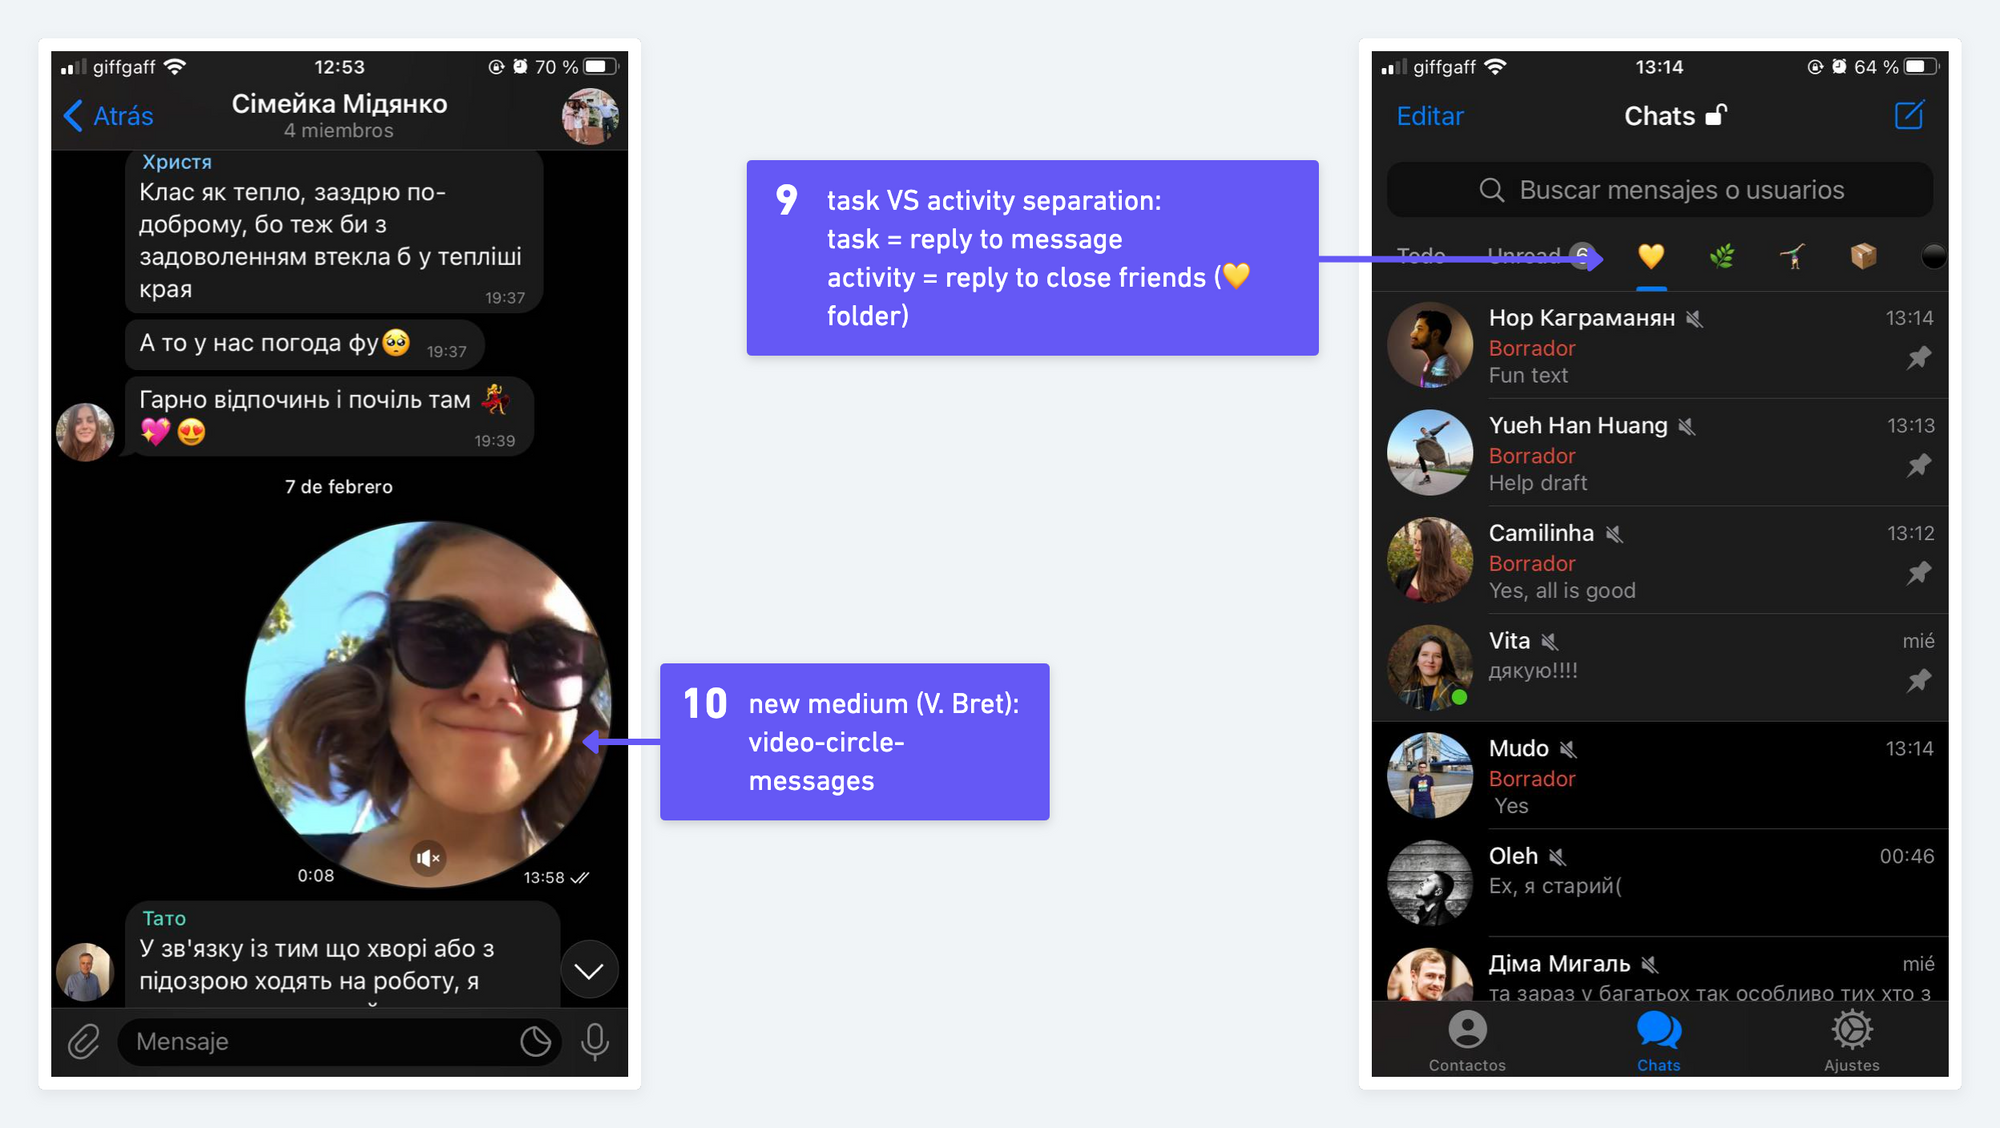 giffgaff
12:53
70 %
Atrás
Сімейка Мідянко
4 miembros
Христя
Клас як тепло, заздрю по-
доброму, бо теж би з
задоволенням втекла б у тепліші
края
19:37
А то у нас погода фу🥺
19:37
Гарно відпочинь і почіль там 💃
💖😍
19:39
7 de febrero
0:08
13:58
Тато
У зв'язку із тим що хворі або з
підозрою ходять на роботу, я
Mensaje
9
task VS activity separation:
task = reply to message
activity = reply to close friends (💛
folder)
10
new medium (V. Bret):
video-circle-
messages
giffgaff
13:14
64 %
Editar
Chats
Buscar mensajes o usuarios
Todo
Unread 6
Нор Каграманян
13:14
Borrador
Fun text
Yueh Han Huang
13:13
Borrador
Help draft
Camilinha
13:12
Borrador
Yes, all is good
Vita
mié
дякую!!!!
Mudo
13:14
Borrador
Yes
Oleh
00:46
Ех, я старий(
Діма Мигаль
mié
та зараз у багатьох так особливо тих хто з
Contactos
Chats
Ajustes